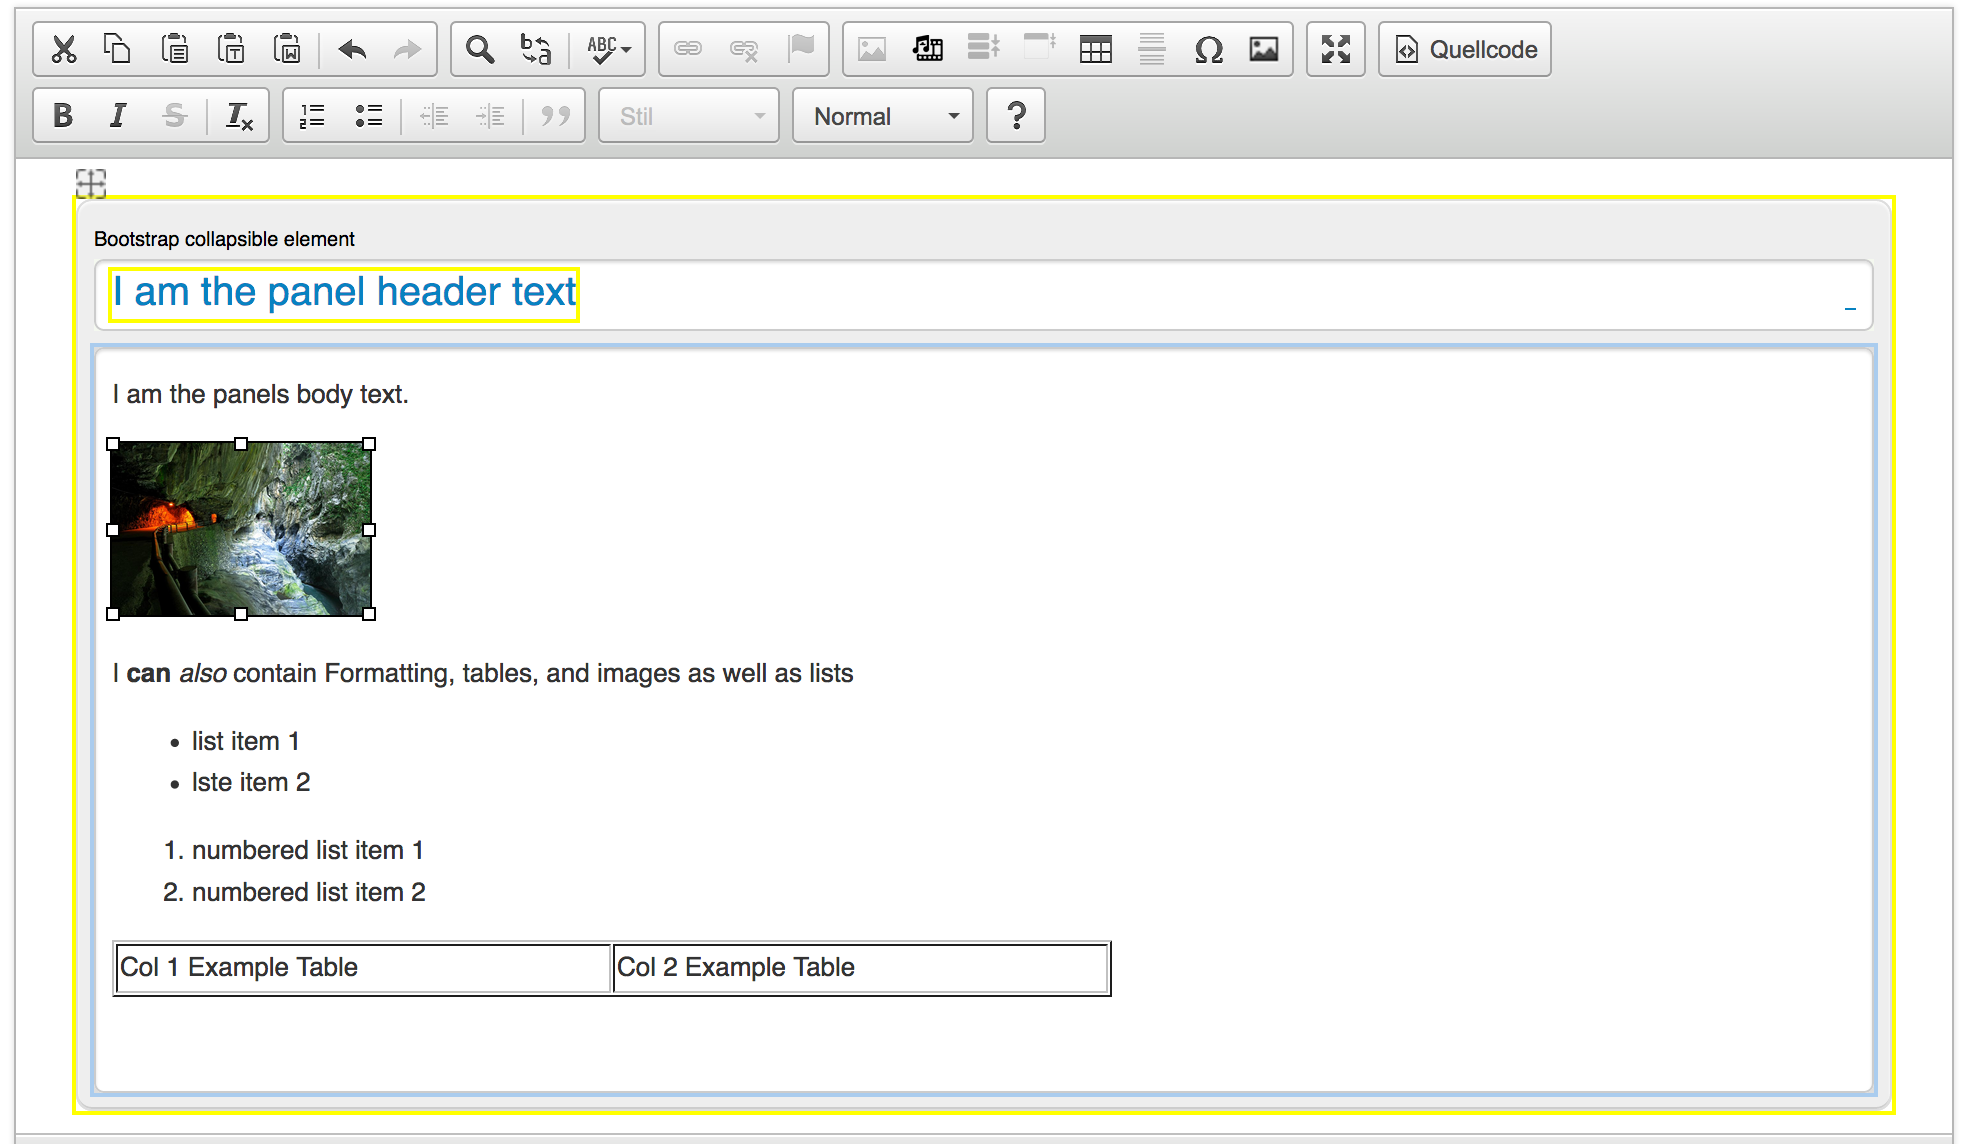 ABC Quellcode
B I S Tx Stil Normal ?
Bootstrap collapsible element
I am the panel header text
I am the panels body text.
I can also contain Formatting, tables, and images as well as lists
• list item 1
• lste item 2
1. numbered list item 1
2. numbered list item 2
Col 1 Example Table Col 2 Example Table